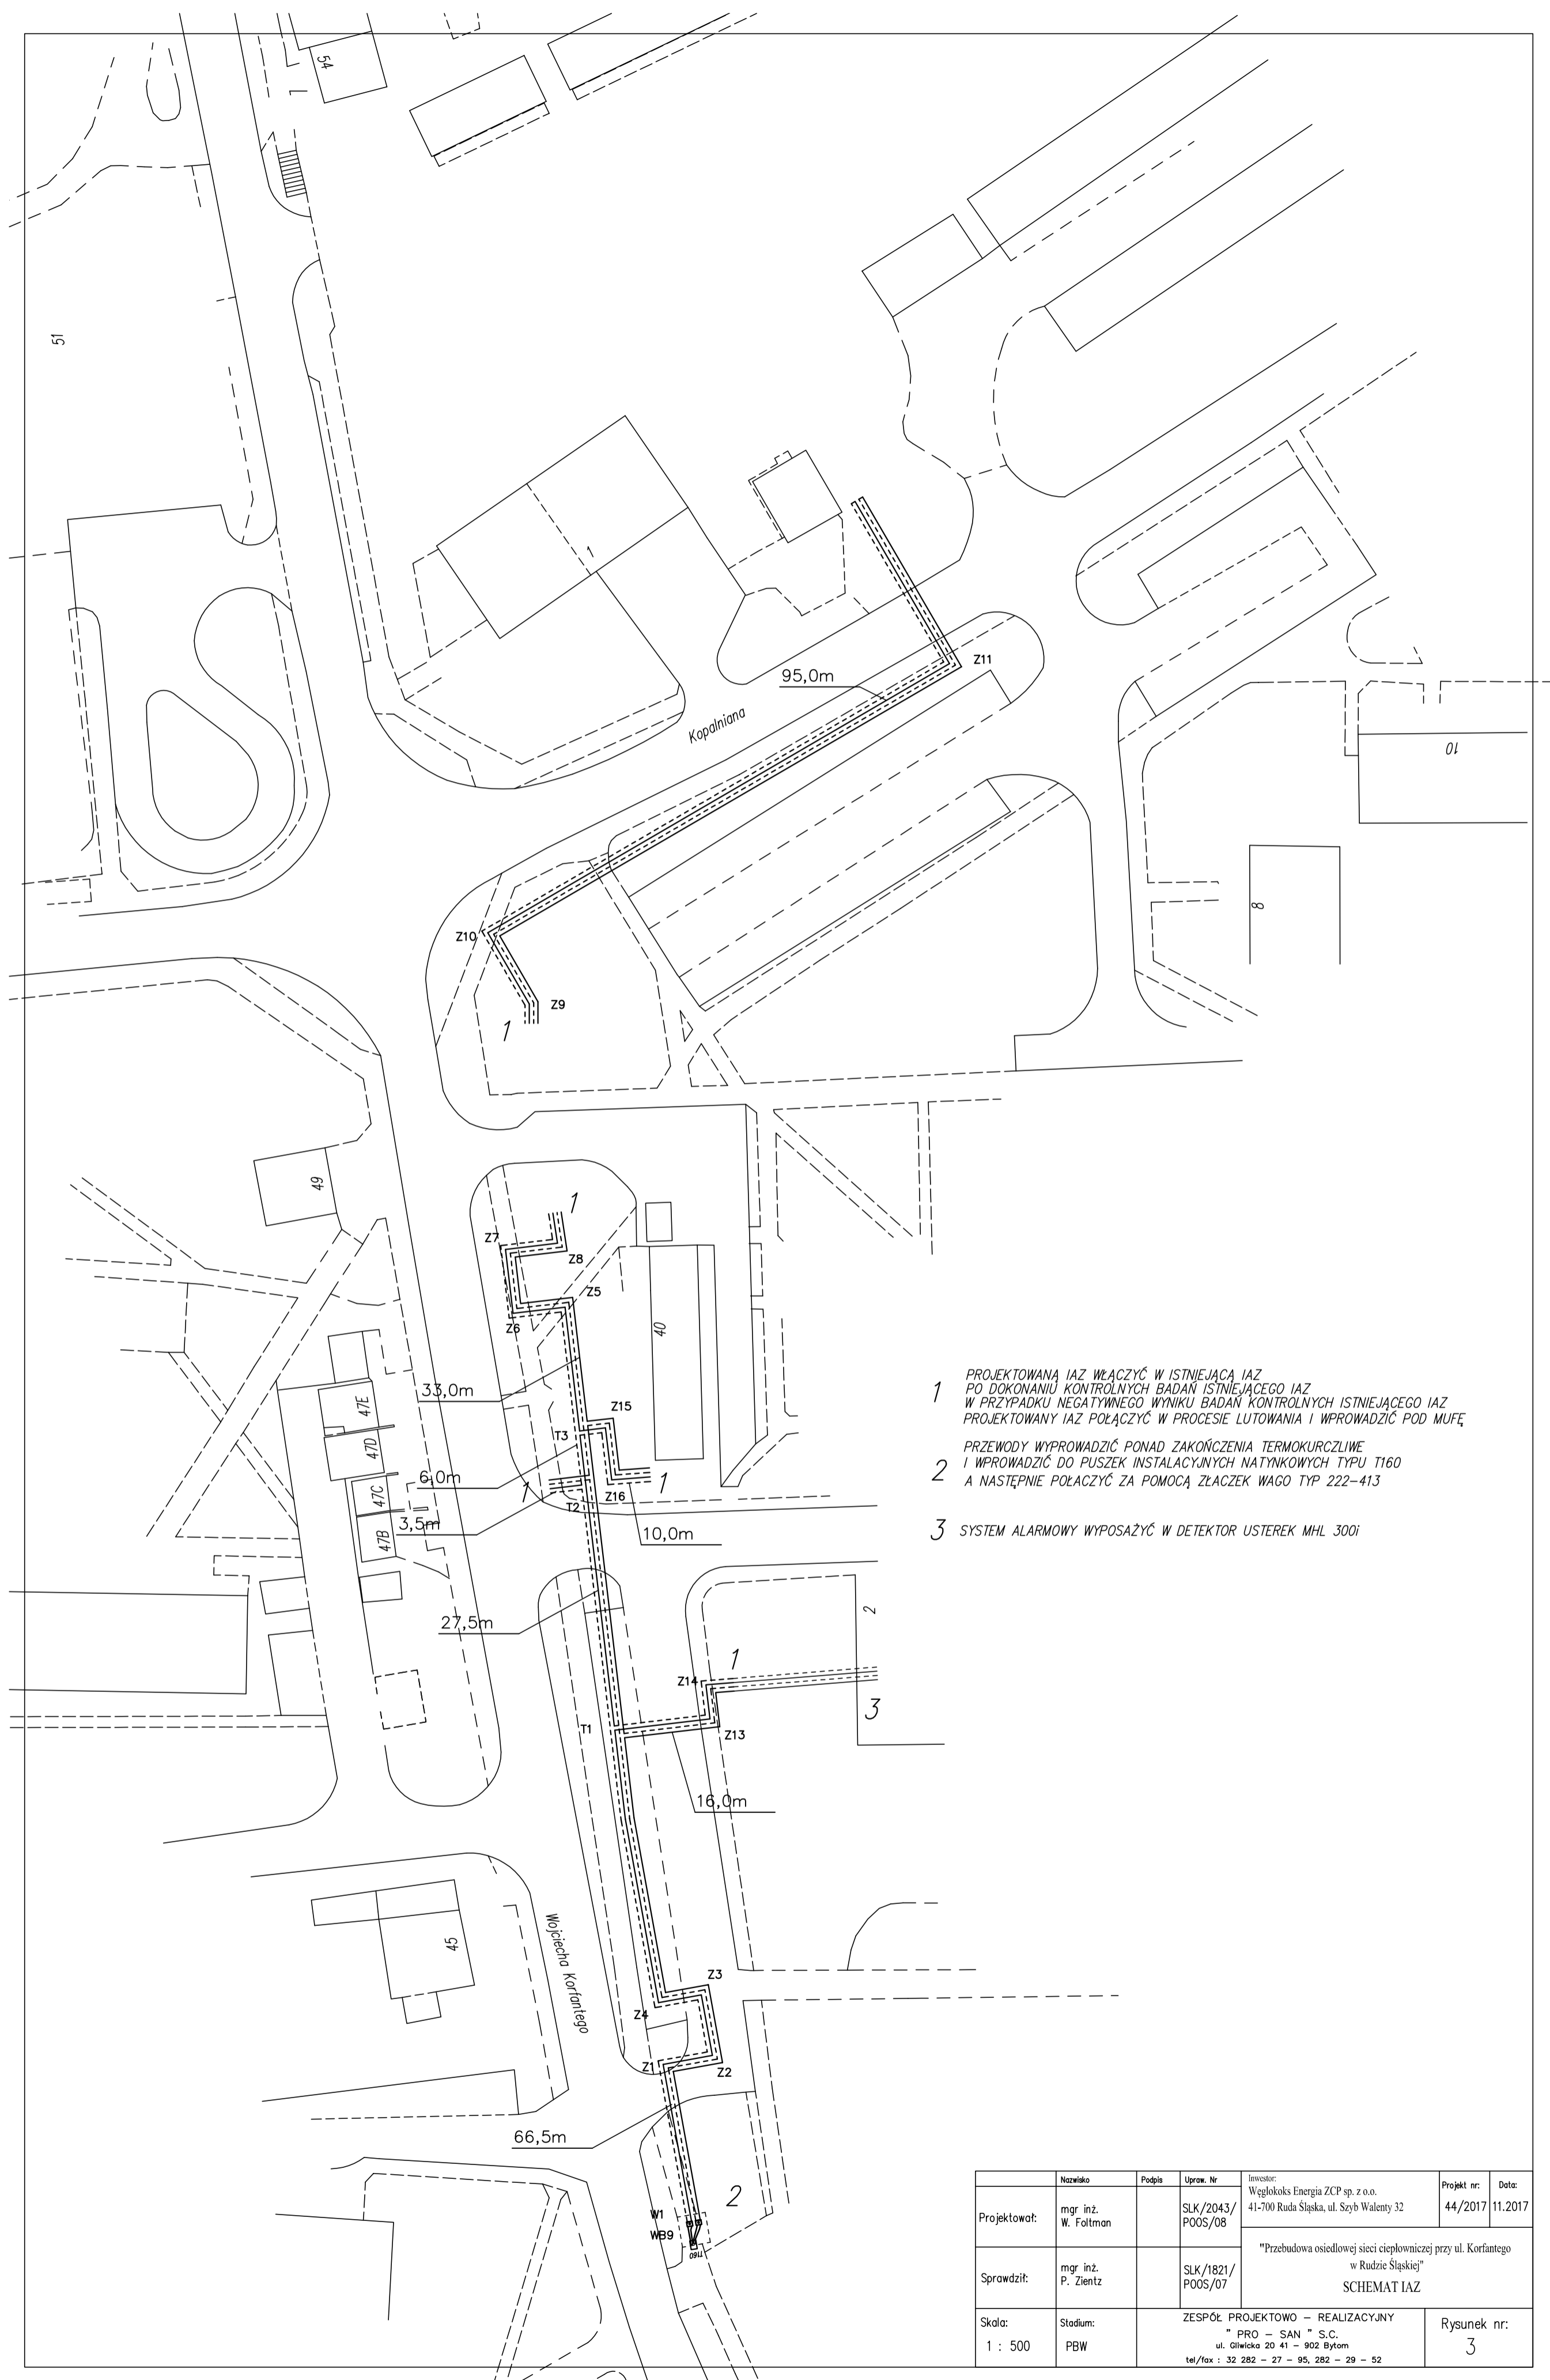 54
51
1
95,0m
Z11
Kopalniana
10
8
Z10
Z9
1
49
1
Z7
Z8
Z5
Z6
40
33,0m
47E
Z15
T3
47D
6,0m
1
1
Z16
T2
47C
3,5m
47B
10,0m
1 PROJEKTOWANĄ IAZ WŁĄCZYĆ W ISTNIEJĄCĄ IAZ
PO DOKONANIU KONTROLNYCH BADAŃ ISTNIEJĄCEGO IAZ
W PRZYPADKU NEGATYWNEGO WYNIKU BADAŃ KONTROLNYCH ISTNIEJĄCEGO IAZ
PROJEKTOWANY IAZ POŁĄCZYĆ W PROCESIE LUTOWANIA I WPROWADZIĆ POD MUFĘ
2 PRZEWODY WYPROWADZIĆ PONAD ZAKOŃCZENIA TERMOKURCZLIWE
I WPROWADZIĆ DO PUSZEK INSTALACYJNYCH NATYNKOWYCH TYPU T160
A NASTĘPNIE POŁACZYĆ ZA POMOCĄ ZŁACZEK WAGO TYP 222-413
3 SYSTEM ALARMOWY WYPOSAŻYĆ W DETEKTOR USTEREK MHL 300i
27,5m
2
1
Z14
3
T1
Z13
16,0m
45
Wojciecha Korfantego
Z3
Z4
Z1
Z2
66,5m
2
W1
WB9
T160
Nazwisko
Podpis
Upraw. Nr
Projektował:
mgr inż.
W. Foltman
SLK/2043/
POOS/08
Inwestor:
Węglokoks Energia ZCP sp. z o.o.
41-700 Ruda Śląska, ul. Szyb Walenty 32
Projekt nr:
44/2017
Data:
11.2017
Sprawdził:
mgr inż.
P. Zientz
SLK/1821/
POOS/07
"Przebudowa osiedlowej sieci ciepłowniczej przy ul. Korfantego
w Rudzie Śląskiej"
SCHEMAT IAZ
Skala:
1 : 500
Stadium:
PBW
ZESPÓŁ PROJEKTOWO - REALIZACYJNY
" PRO - SAN " S.C.
ul. Gliwicka 20 41 - 902 Bytom
tel/fax : 32 282 - 27 - 95, 282 - 29 - 52
Rysunek nr:
3